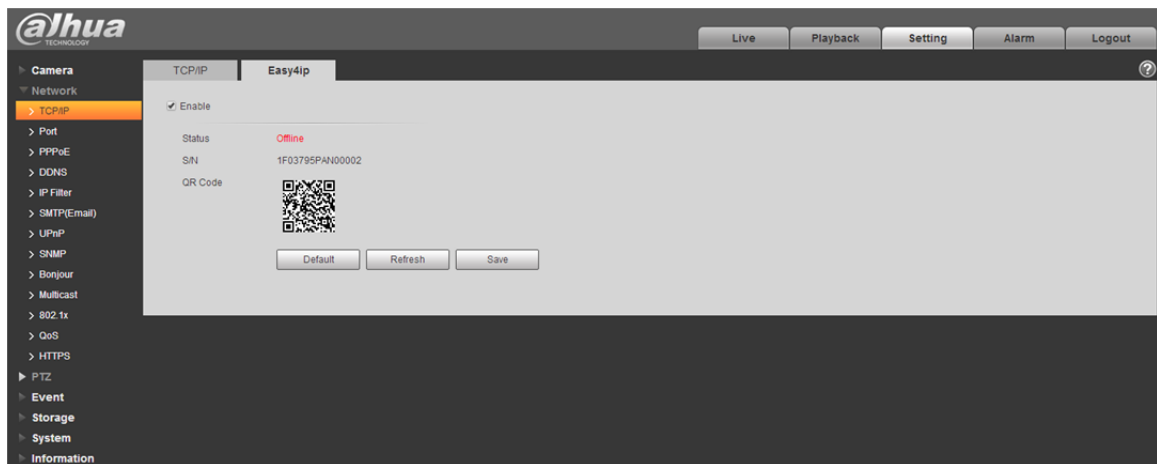 alhua
TECHNOLOGY
Live Playback Setting Alarm Logout
Camera
Network
TCP/IP
Port
PPPoE
DDNS
IP Filter
SMTP(Email)
UPnP
SNMP
Bonjour
Multicast
802.1x
QoS
HTTPS
PTZ
Event
Storage
System
Information
TCP/IP Easy4ip
?
Enable
Status Offline
S/N 1F03795PAN00002
QR Code
Default Refresh Save